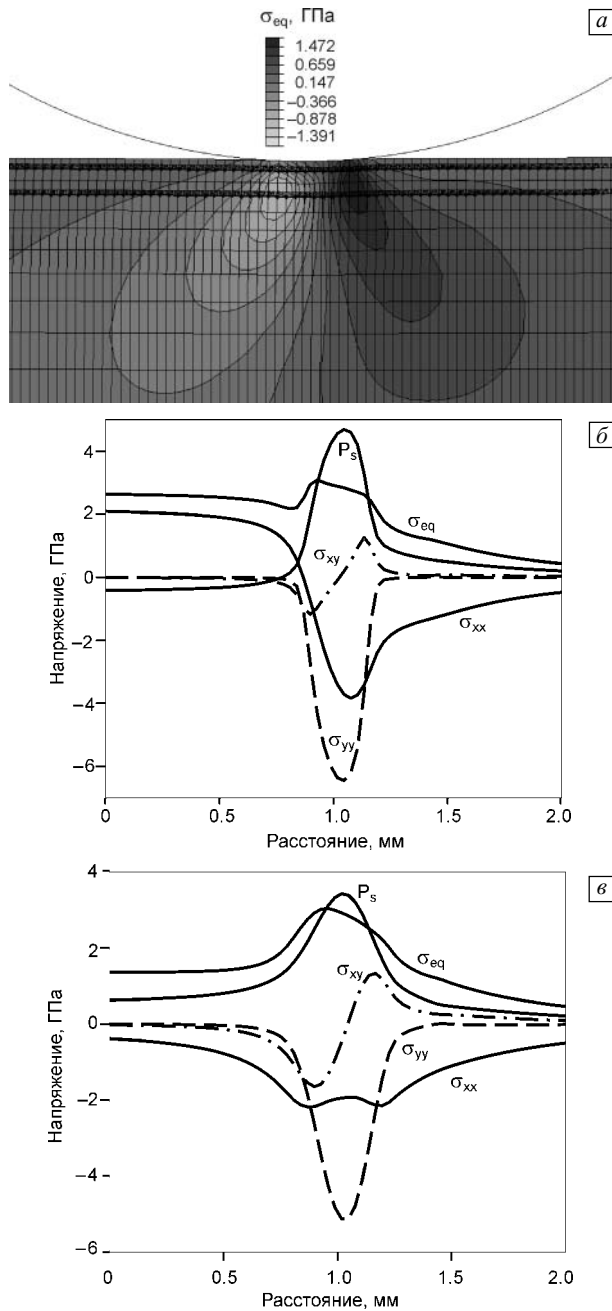 σeq, ГПа
а
1.472
0.659
0.147
−0.366
−0.878
−1.391
б
4
2
0
−2
−4
−6
Напряжение, ГПа
Ps
σeq
σxy
σxx
σyy
0 0.5 1.0 1.5 2.0
Расстояние, мм
в
4
2
0
−2
−4
−6
Напряжение, ГПа
Ps
σeq
σxy
σyy
σxx
0 0.5 1.0 1.5 2.0
Расстояние, мм